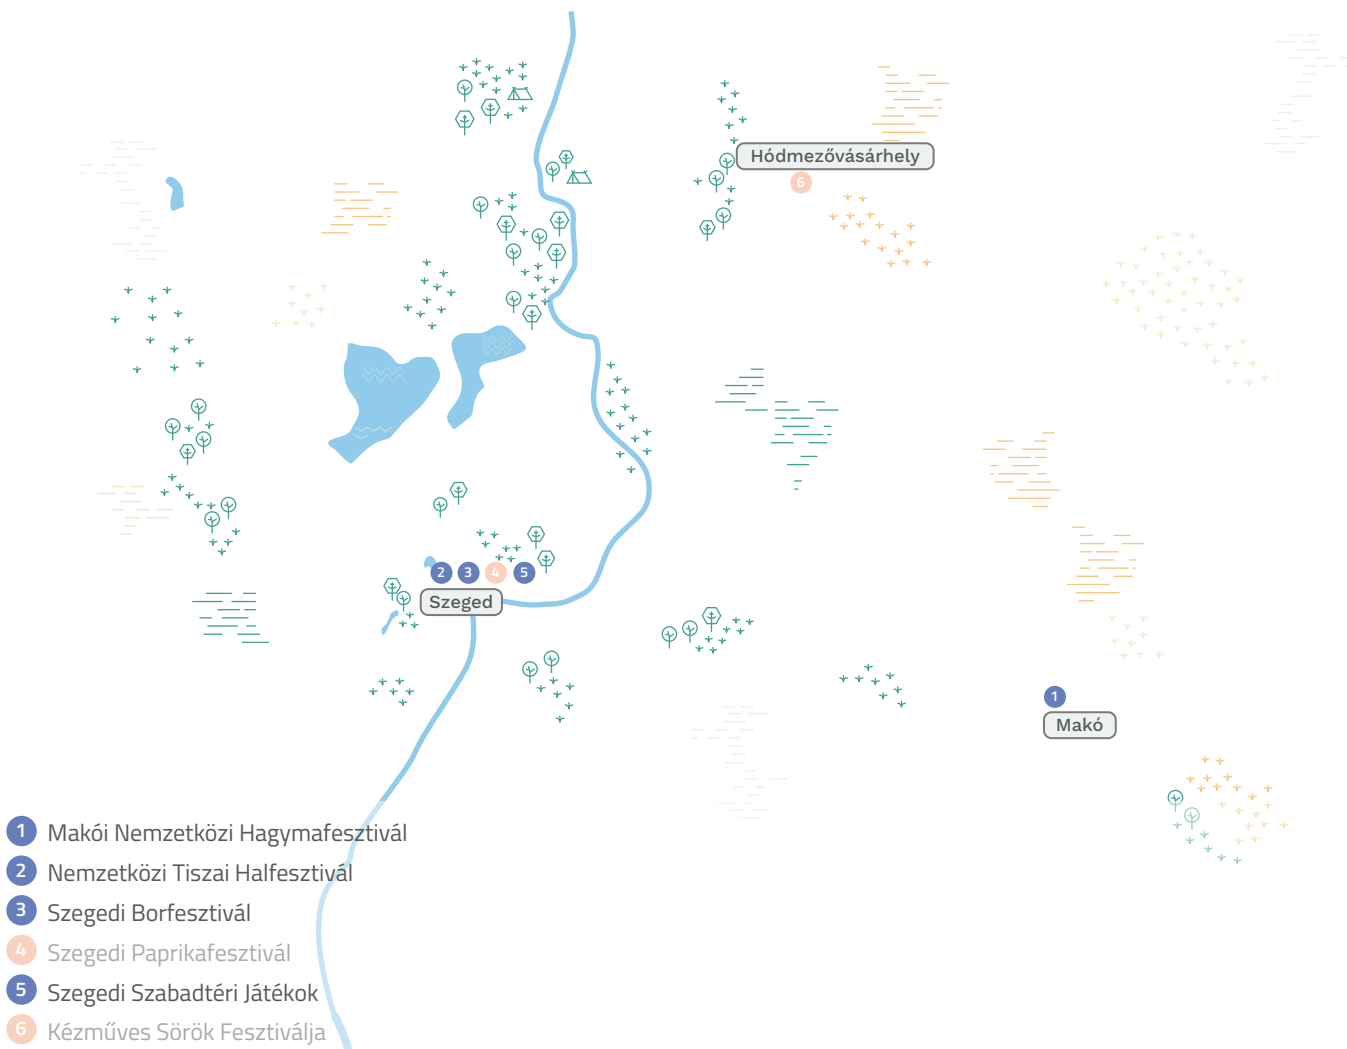 Hódmezővásárhely
6
2 3 4 5
Szeged
1
Makó
1 Makói Nemzetközi Hagymafesztivál
2 Nemzetközi Tiszai Halfesztivál
3 Szegedi Borfesztivál
4 Szegedi Paprikafesztivál
5 Szegedi Szabadtéri Játékok
6 Kézműves Sörök Fesztiválja